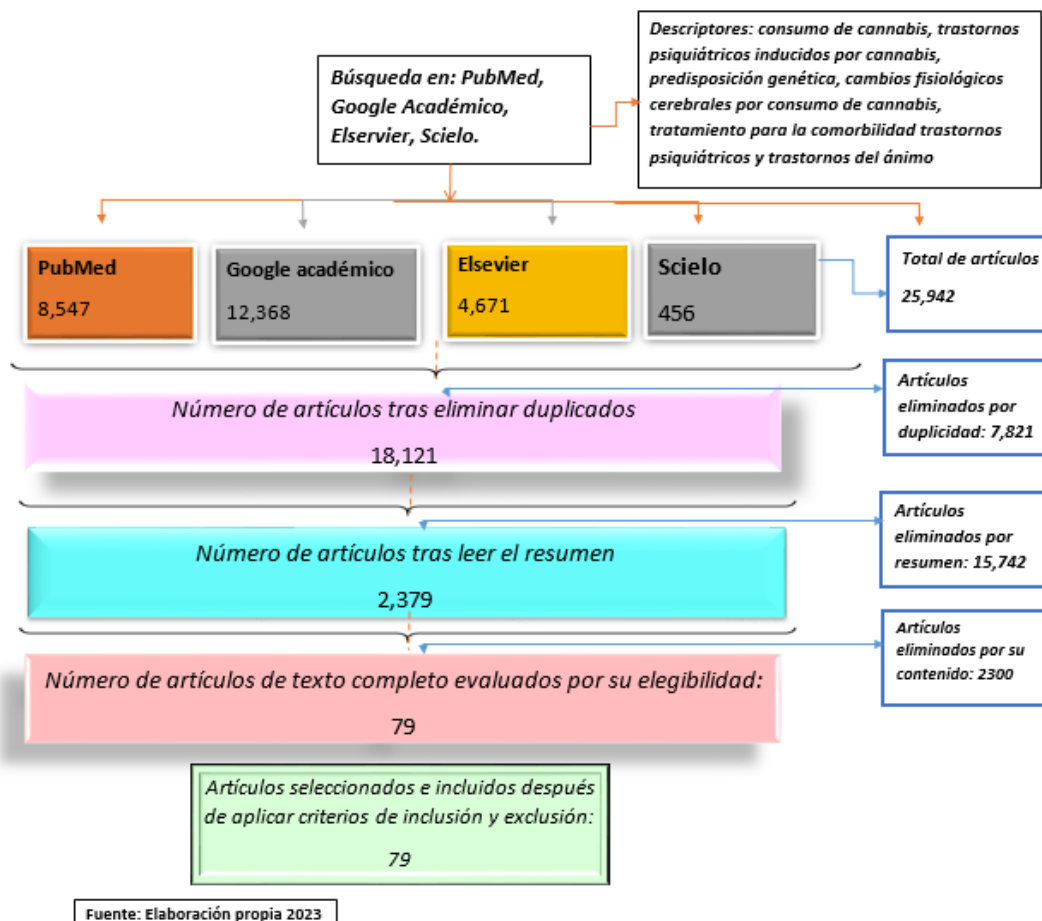 Búsqueda en: PubMed,
Google Académico,
Elservier, Scielo.
Descriptores: consumo de cannabis, trastornos
psiquiátricos inducidos por cannabis,
predisposición genética, cambios fisiológicos
cerebrales por consumo de cannabis,
tratamiento para la comorbilidad trastornos
psiquiátricos y trastornos del ánimo
PubMed
8,547
Google académico
12,368
Elsevier
4,671
Scielo
456
Total de artículos
25,942
Número de artículos tras eliminar duplicados
18,121
Artículos
eliminados por
duplicidad: 7,821
Número de artículos tras leer el resumen
2,379
Artículos
eliminados por
resumen: 15,742
Número de artículos de texto completo evaluados por su elegibilidad:
79
Artículos
eliminados por su
contenido: 2300
Artículos seleccionados e incluidos después
de aplicar criterios de inclusión y exclusión:
79
Fuente: Elaboración propia 2023